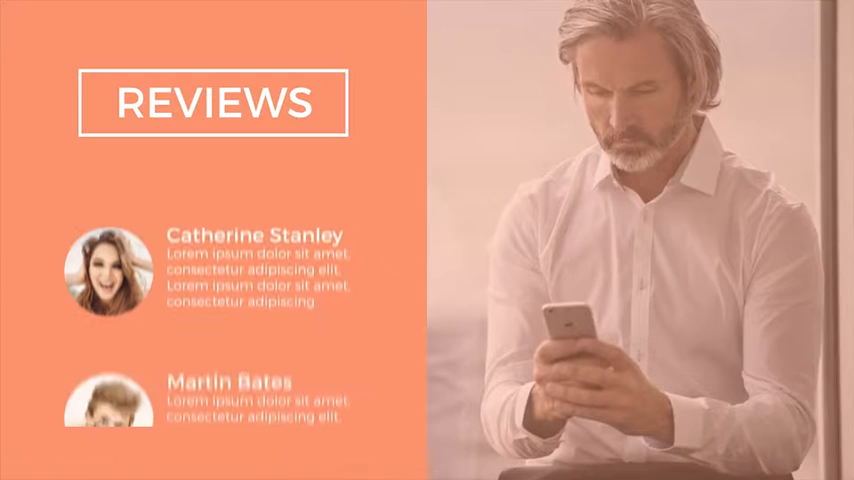 REVIEWS
Catherine Stanley
Lorem ipsum dolor sit amet,
consectetur adipiscing elit,
Lorem ipsum dolor sit amet,
consectetur adipiscing
Martin Bates
Lorem ipsum dolor sit amet,
consectetur adipiscing elit,